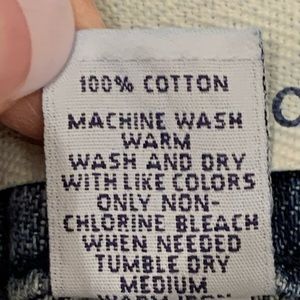 100% COTTON
MACHINE WASH
WARM
WASH AND DRY
WITH LIKE COLORS
ONLY NON-
CHLORINE BLEACH
WHEN NEEDED
TUMBLE DRY
MEDIUM